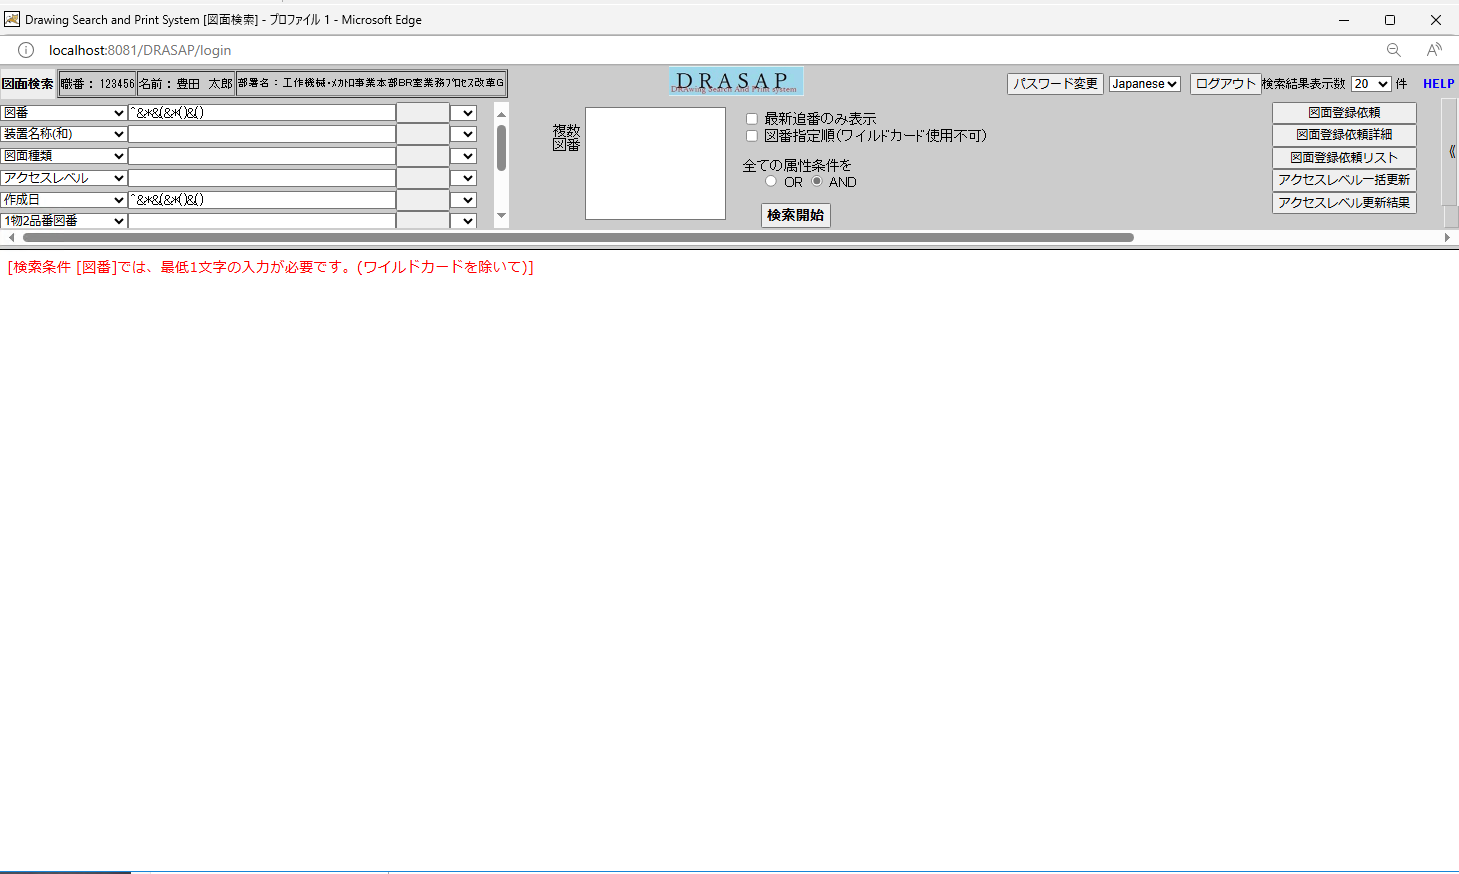 Drawing Search and Print System [図面検索] - プロファイル 1 - Microsoft Edge
localhost:8081/DRASAP/login
図面検索 職番： 123456 名前： 豊田　太郎 部署名：工作機械・ﾒｶﾄﾛ事業本部BR室業務ﾌﾟﾛｾｽ改革G
DRASAP
DRAwing Search And Print system
パスワード変更 Japanese ログアウト 検索結果表示数 20 件 HELP
図番 ^&*&(&*()&()
装置名称(和)
図面種類
アクセスレベル
作成日 ^&*&(&*()&()
1物2品番図番
複数
図番
最新追番のみ表示
図番指定順(ワイルドカード使用不可)
全ての属性条件を
OR AND
検索開始
図面登録依頼
図面登録依頼詳細
図面登録依頼リスト
アクセスレベル一括更新
アクセスレベル更新結果
《
[検索条件 [図番]では、最低1文字の入力が必要です。(ワイルドカードを除いて)]